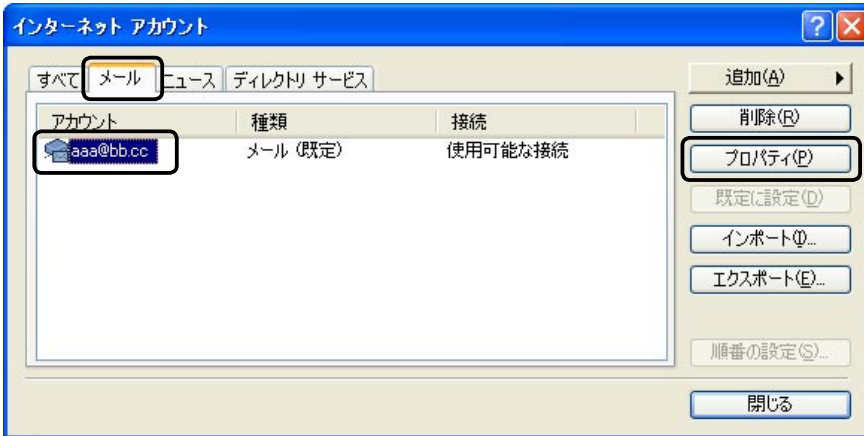 インターネット アカウント
すべて メール ニュース ディレクトリ サービス
追加(A)
アカウント 種類 接続
削除(R)
aaa@bb.cc メール (既定) 使用可能な接続
プロパティ(P)
既定に設定(D)
インポート(I)...
エクスポート(E)...
順番の設定(S)...
閉じる